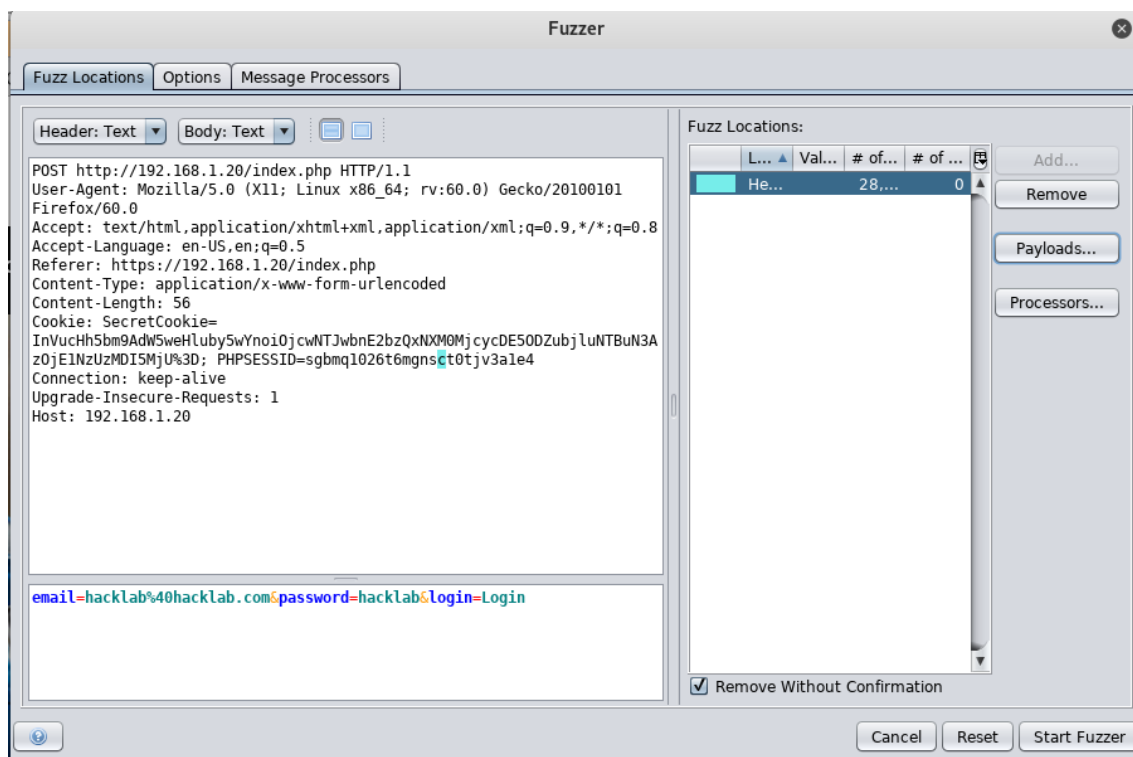 Fuzzer
Fuzz Locations
Options
Message Processors
Header: Text
Body: Text
POST http://192.168.1.20/index.php HTTP/1.1
User-Agent: Mozilla/5.0 (X11; Linux x86_64; rv:60.0) Gecko/20100101
Firefox/60.0
Accept: text/html,application/xhtml+xml,application/xml;q=0.9,*/*;q=0.8
Accept-Language: en-US,en;q=0.5
Referer: https://192.168.1.20/index.php
Content-Type: application/x-www-form-urlencoded
Content-Length: 56
Cookie: SecretCookie=
InVucHh5bm9AdW5weHluby5wYnoiOjcwNTJwbnE2bzQxNXM0MjcycDE5ODZubjluNTBuN3A
zOjE1NzUzMDI5MjU%3D; PHPSESSID=sgbmq1026t6mgnsct0tjv3a1e4
Connection: keep-alive
Upgrade-Insecure-Requests: 1
Host: 192.168.1.20
email=hacklab%40hacklab.com&password=hacklab&login=Login
Fuzz Locations:
L... Val... # of... # of ...
He... 28,... 0
Add...
Remove
Payloads...
Processors...
Remove Without Confirmation
Cancel
Reset
Start Fuzzer